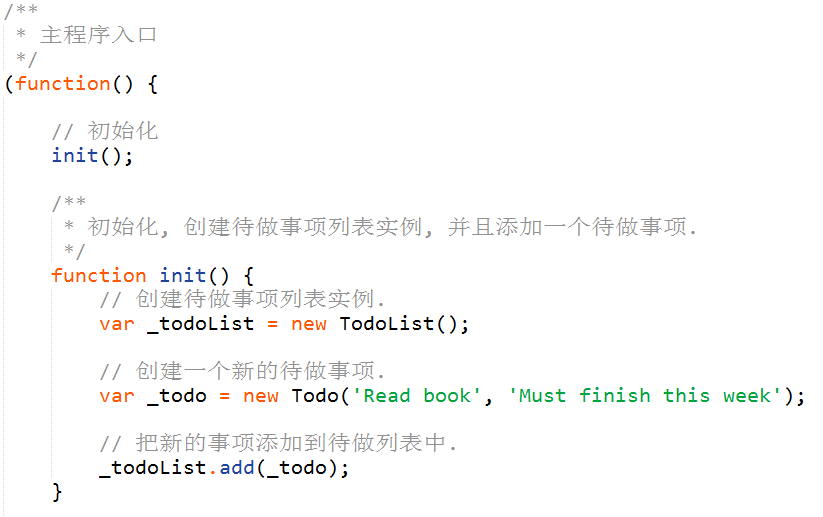 /**
 * 主程序入口
 */
(function() {
    // 初始化
    init();
    /**
     * 初始化, 创建待做事项列表实例, 并且添加一个待做事项.
     */
    function init() {
        // 创建待做事项列表实例.
        var _todoList = new TodoList();
        // 创建一个新的待做事项.
        var _todo = new Todo('Read book', 'Must finish this week');
        // 把新的事项添加到待做列表中.
        _todoList.add(_todo);
    }